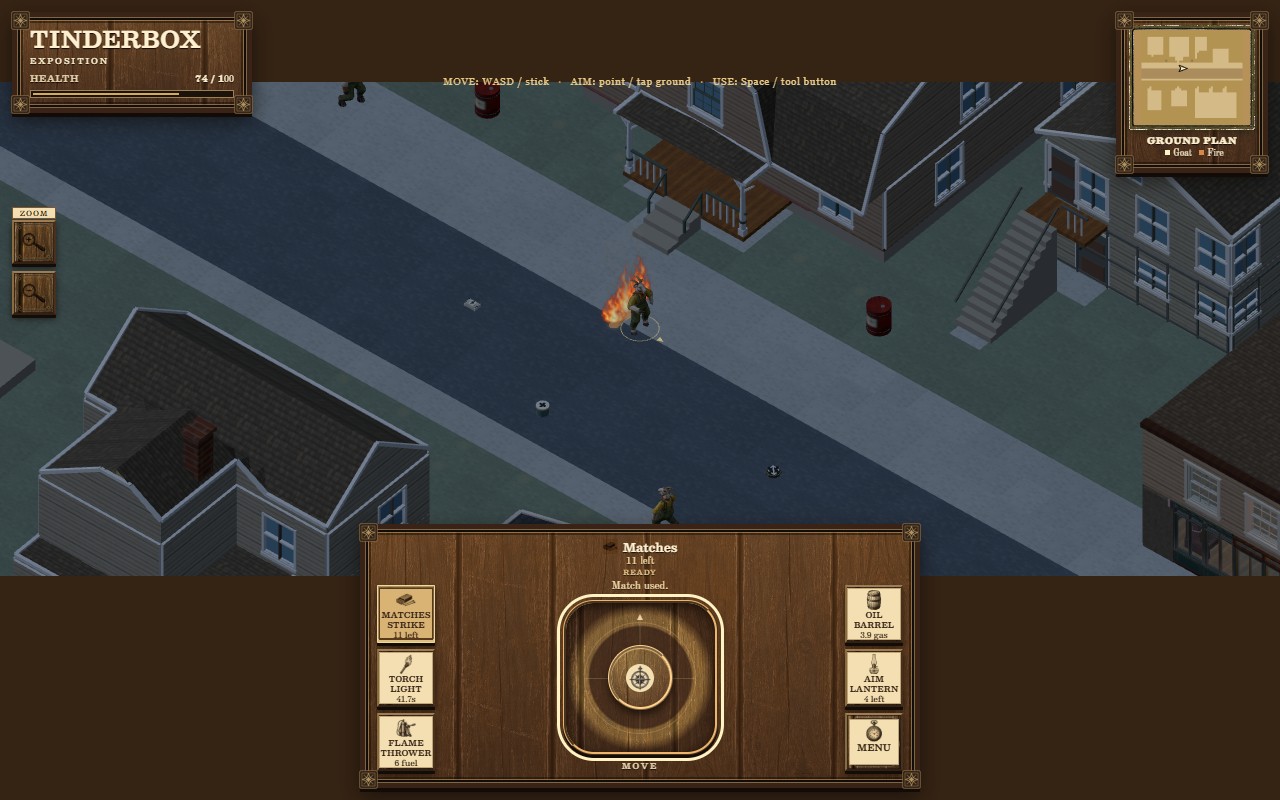 TINDERBOX
EXPOSITION
HEALTH 74 / 100
MOVE: WASD / stick · AIM: point / tap ground · USE: Space / tool button
GROUND PLAN
Goat Fire
ZOOM
Matches
11 left
READY
Match used.
MATCHES
STRIKE
11 left
TORCH
LIGHT
41.7s
FLAME
THROWER
6 fuel
MOVE
OIL
BARREL
3.9 gas
AIM
LANTERN
4 left
MENU